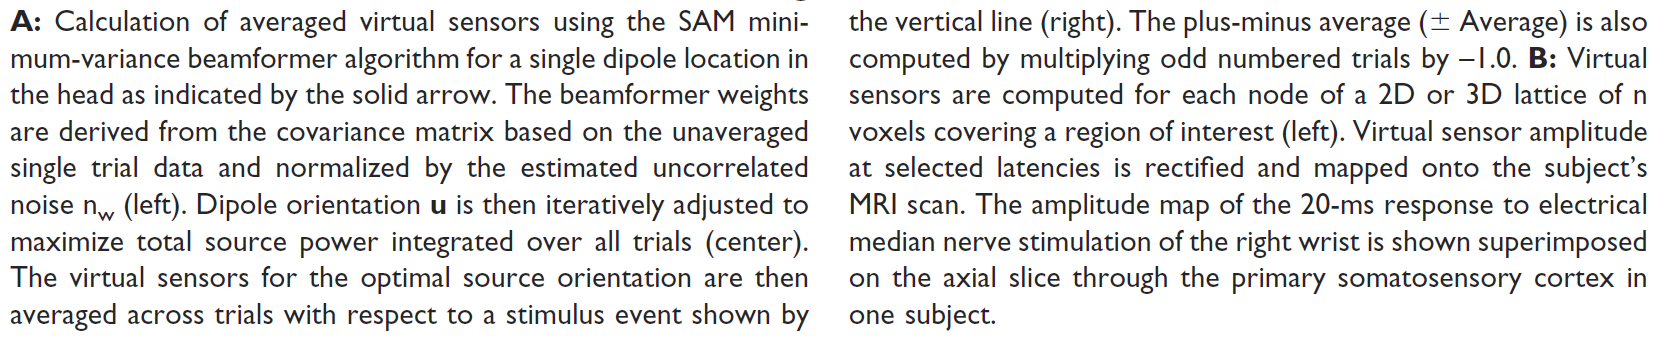 A: Calculation of averaged virtual sensors using the SAM mini-
mum-variance beamformer algorithm for a single dipole location in
the head as indicated by the solid arrow. The beamformer weights
are derived from the covariance matrix based on the unaveraged
single trial data and normalized by the estimated uncorrelated
noise nw (left). Dipole orientation u is then iteratively adjusted to
maximize total source power integrated over all trials (center).
The virtual sensors for the optimal source orientation are then
averaged across trials with respect to a stimulus event shown by
the vertical line (right). The plus-minus average (± Average) is also
computed by multiplying odd numbered trials by −1.0. B: Virtual
sensors are computed for each node of a 2D or 3D lattice of n
voxels covering a region of interest (left). Virtual sensor amplitude
at selected latencies is rectified and mapped onto the subject's
MRI scan. The amplitude map of the 20-ms response to electrical
median nerve stimulation of the right wrist is shown superimposed
on the axial slice through the primary somatosensory cortex in
one subject.